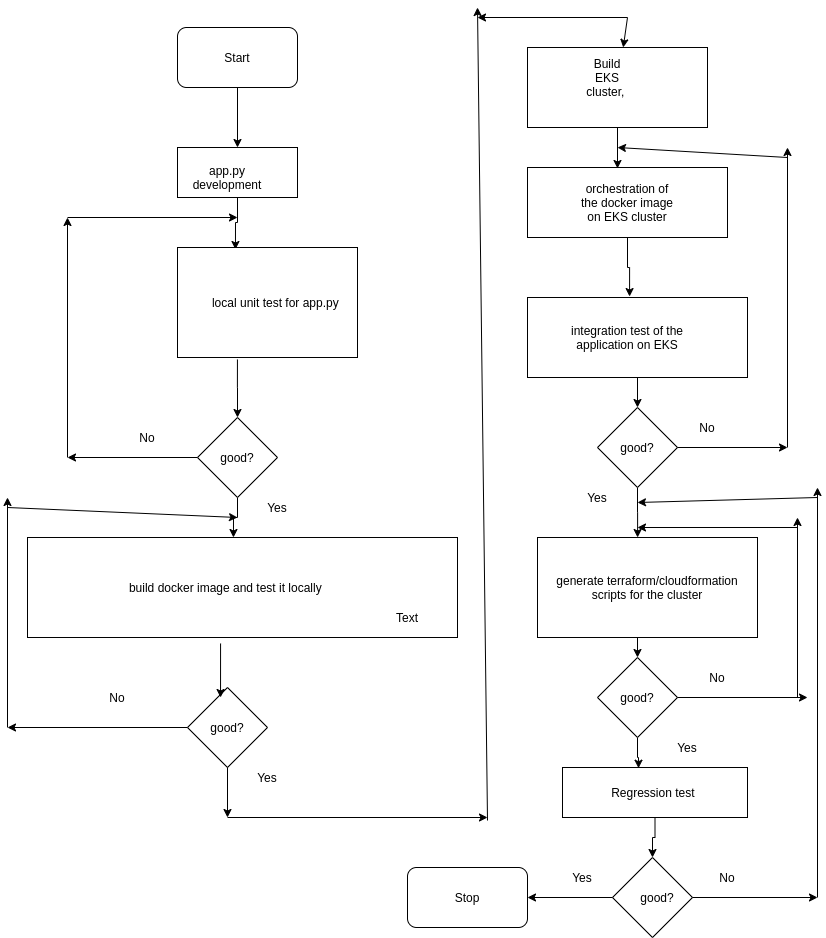 Start
app.py
development
local unit test for app.py
good?
No
Yes
build docker image and test it locally
Text
good?
No
Yes
Build
EKS
cluster,
orchestration of
the docker image
on EKS cluster
integration test of the
application on EKS
good?
No
Yes
generate terraform/cloudformation
scripts for the cluster
good?
No
Yes
Regression test
good?
Yes
No
Stop